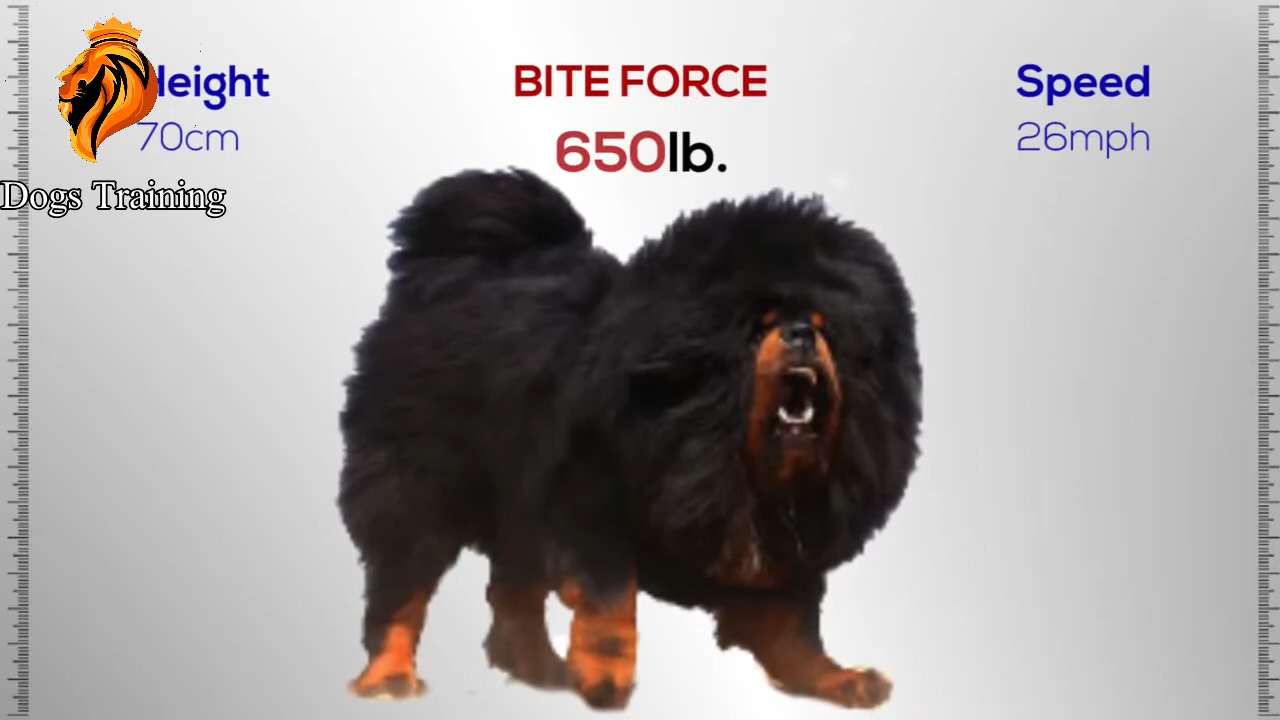 Height
70cm
BITE FORCE
650lb.
Speed
26mph
Dogs Training